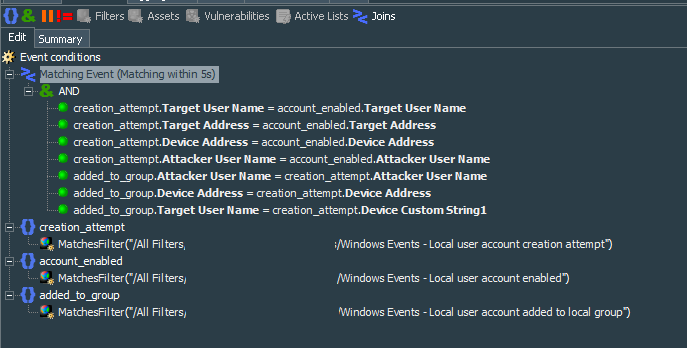 {} & || != Filters Assets Vulnerabilities Active Lists Joins
Edit Summary
Event conditions
Matching Event (Matching within 5s)
& AND
creation_attempt.Target User Name = account_enabled.Target User Name
creation_attempt.Target Address = account_enabled.Target Address
creation_attempt.Device Address = account_enabled.Device Address
creation_attempt.Attacker User Name = account_enabled.Attacker User Name
added_to_group.Attacker User Name = creation_attempt.Attacker User Name
added_to_group.Device Address = creation_attempt.Device Address
added_to_group.Target User Name = creation_attempt.Device Custom String1
{} creation_attempt
MatchesFilter("/All Filters/ s/Windows Events - Local user account creation attempt")
{} account_enabled
MatchesFilter("/All Filters/ /Windows Events - Local user account enabled")
{} added_to_group
MatchesFilter("/All Filters/ /Windows Events - Local user account added to local group")